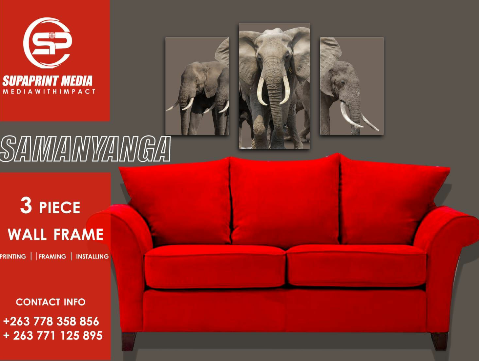 SP
SUPAPRINT MEDIA
MEDIAWITHIMPACT
SAMANYANGA
3 PIECE
WALL FRAME
PRINTING | |FRAMING | INSTALLING
CONTACT INFO
+263 778 358 856
+ 263 771 125 895